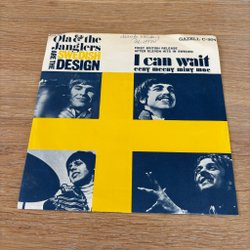 Ola & the
Janglers
ARE THE SWEDISH
DESIGN
FIRST BRITISH RELEASE
AFTER ELEVEN HITS IN SWEDEN
GAZELL C-204
I can wait
eeny meeny miny moe